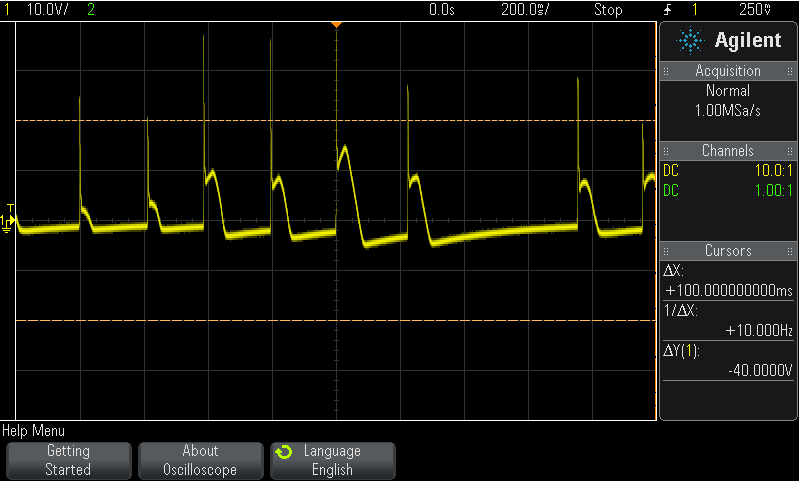 1 10.0V/ 2 0.0s 200.0ms/ Stop 1 250mV
Agilent
Acquisition
Normal
1.00MSa/s
Channels
DC 10.0:1
DC 1.00:1
Cursors
ΔX:
+100.000000000ms
1/ΔX:
+10.000Hz
ΔY(1):
-40.0000V
T
1
Help Menu
Getting Started
About Oscilloscope
Language English